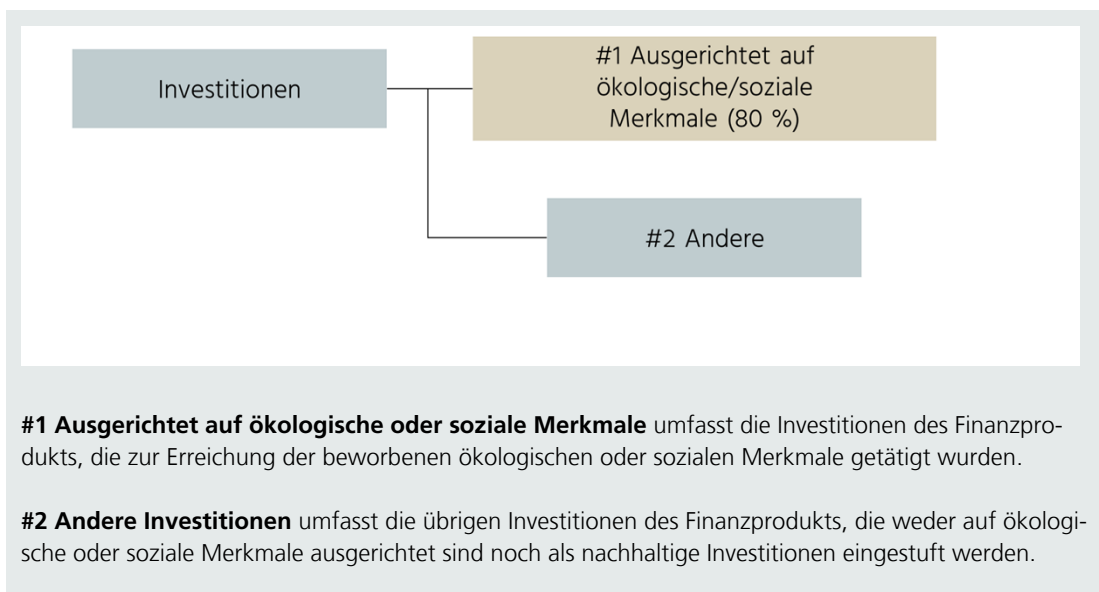 Investitionen
#1 Ausgerichtet auf
ökologische/soziale
Merkmale (80 %)
#2 Andere
#1 Ausgerichtet auf ökologische oder soziale Merkmale umfasst die Investitionen des Finanzpro-
dukts, die zur Erreichung der beworbenen ökologischen oder sozialen Merkmale getätigt wurden.
#2 Andere Investitionen umfasst die übrigen Investitionen des Finanzprodukts, die weder auf ökologi-
sche oder soziale Merkmale ausgerichtet sind noch als nachhaltige Investitionen eingestuft werden.